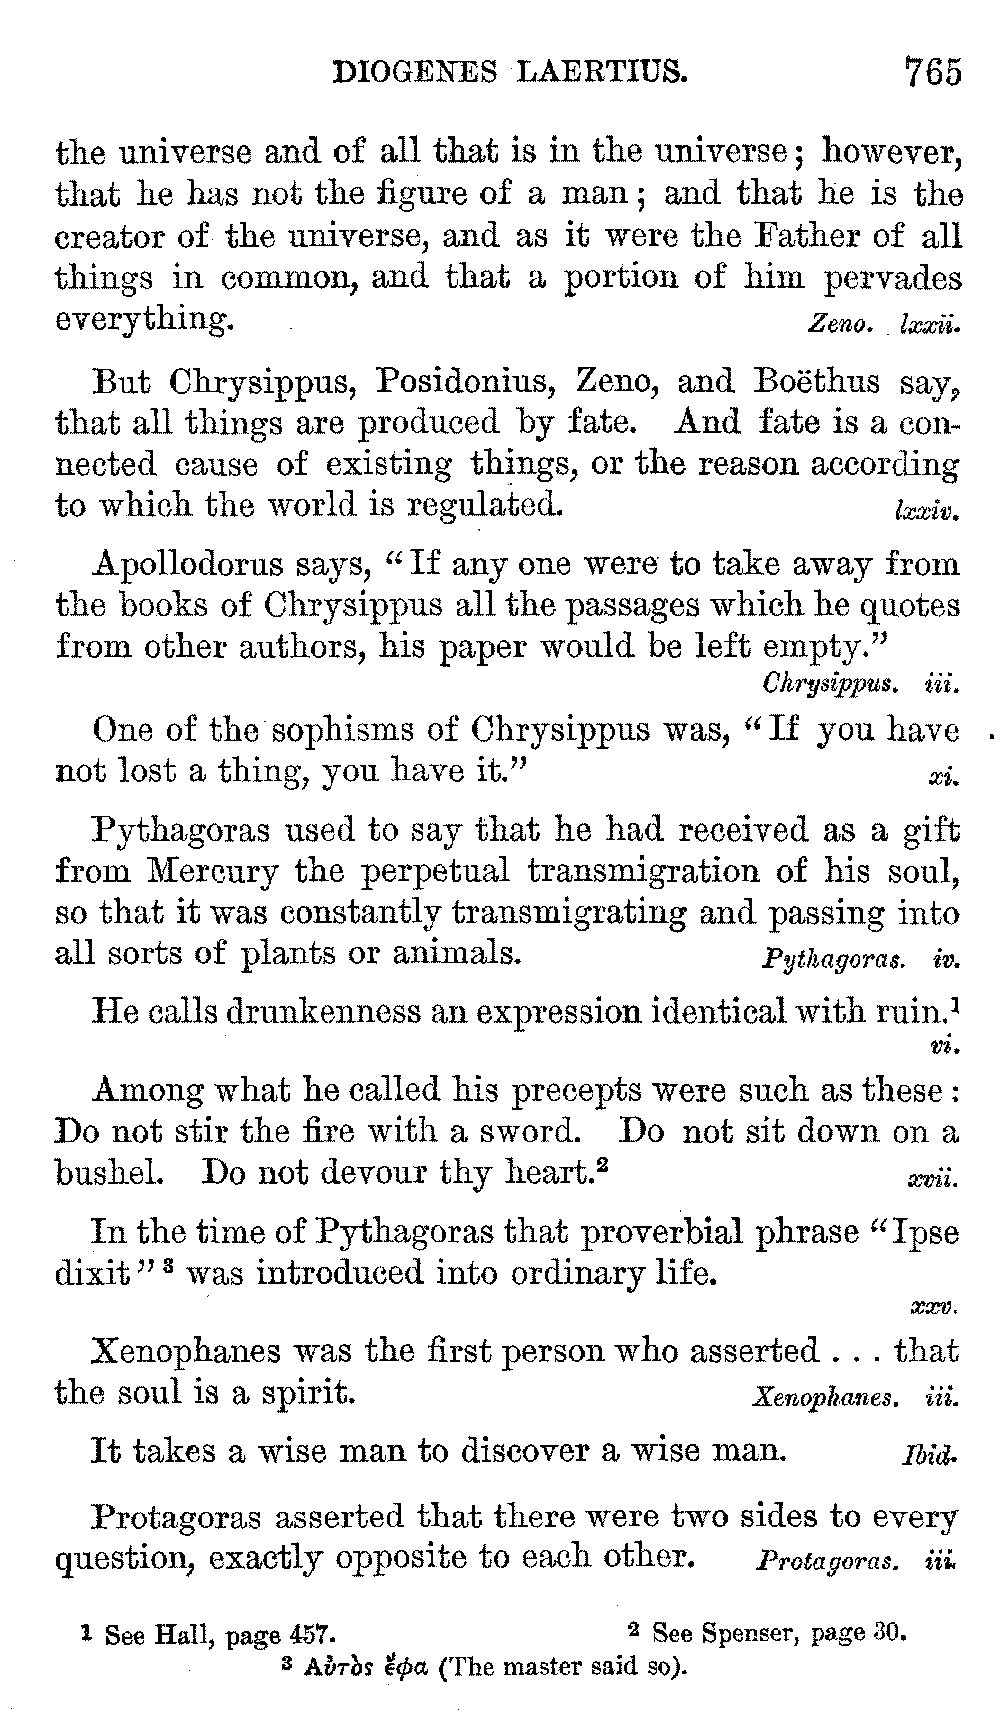 DIOGENES LAERTIUS. 765
the universe and of all that is in the universe; however,
that he has not the figure of a man; and that he is the
creator of the universe, and as it were the Father of all
things in common, and that a portion of him pervades
everything. Zeno. lxxii.
But Chrysippus, Posidonius, Zeno, and Boëthus say,
that all things are produced by fate. And fate is a con-
nected cause of existing things, or the reason according
to which the world is regulated. lxxiv.
Apollodorus says, “If any one were to take away from
the books of Chrysippus all the passages which he quotes
from other authors, his paper would be left empty.”
Chrysippus. iii.
One of the sophisms of Chrysippus was, “If you have
not lost a thing, you have it.” xi.
Pythagoras used to say that he had received as a gift
from Mercury the perpetual transmigration of his soul,
so that it was constantly transmigrating and passing into
all sorts of plants or animals. Pythagoras. iv.
He calls drunkenness an expression identical with ruin.¹
vi.
Among what he called his precepts were such as these:
Do not stir the fire with a sword. Do not sit down on a
bushel. Do not devour thy heart.² xvii.
In the time of Pythagoras that proverbial phrase “Ipse
dixit”³ was introduced into ordinary life.
xxv.
Xenophanes was the first person who asserted . . . that
the soul is a spirit. Xenophanes. iii.
It takes a wise man to discover a wise man. Ibid.
Protagoras asserted that there were two sides to every
question, exactly opposite to each other. Protagoras. iii.
¹ See Hall, page 457. ² See Spenser, page 30.
³ Αὐτὸς ἔφα (The master said so).